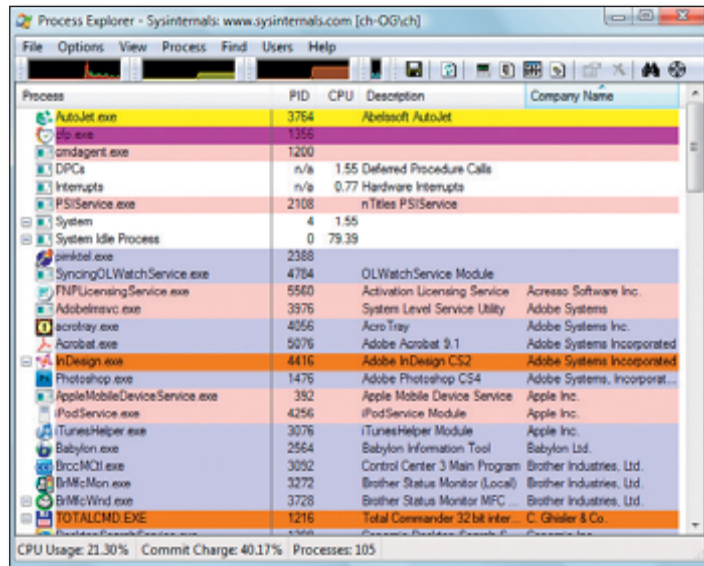 Process Explorer - Sysinternals: www.sysinternals.com [ch-OG\ch]
File Options View Process Find Users Help
Process PID CPU Description Company Name
AutoJet.exe 3764 Abelssoft AutoJet
cfp.exe 1356
cmdagent.exe 1200
DPCs n/a 1.55 Deferred Procedure Calls
Interrupts n/a 0.77 Hardware Interrupts
PSIService.exe 2108 nTitles PSIService
System 4 1.55
System Idle Process 0 79.39
pimktel.exe 2388
SyncingOLWatchService.exe 4784 OLWatchService Module
FNPLicensingService.exe 5560 Activation Licensing Service Acresso Software Inc.
Adobelmsvc.exe 3976 System Level Service Utility Adobe Systems
acrotray.exe 4056 AcroTray Adobe Systems Inc.
Acrobat.exe 5076 Adobe Acrobat 9.1 Adobe Systems Incorporated
InDesign.exe 4416 Adobe InDesign CS2 Adobe Systems Incorporated
Photoshop.exe 1476 Adobe Photoshop CS4 Adobe Systems, Incorporat...
AppleMobileDeviceService.exe 392 Apple Mobile Device Service Apple Inc.
iPodService.exe 4256 iPodService Module Apple Inc.
iTunesHelper.exe 3076 iTunesHelper Module Apple Inc.
Babylon.exe 2564 Babylon Information Tool Babylon Ltd.
BrccMCtl.exe 3092 Control Center 3 Main Program Brother Industries, Ltd.
BrMfcMon.exe 3272 Brother Status Monitor (Local) Brother Industries, Ltd.
BrMfcWnd.exe 3728 Brother Status Monitor MFC ... Brother Industries, Ltd.
TOTALCMD.EXE 1216 Total Commander 32 bit inter... C. Ghisler & Co.
CPU Usage: 21.30% Commit Charge: 40.17% Processes: 105